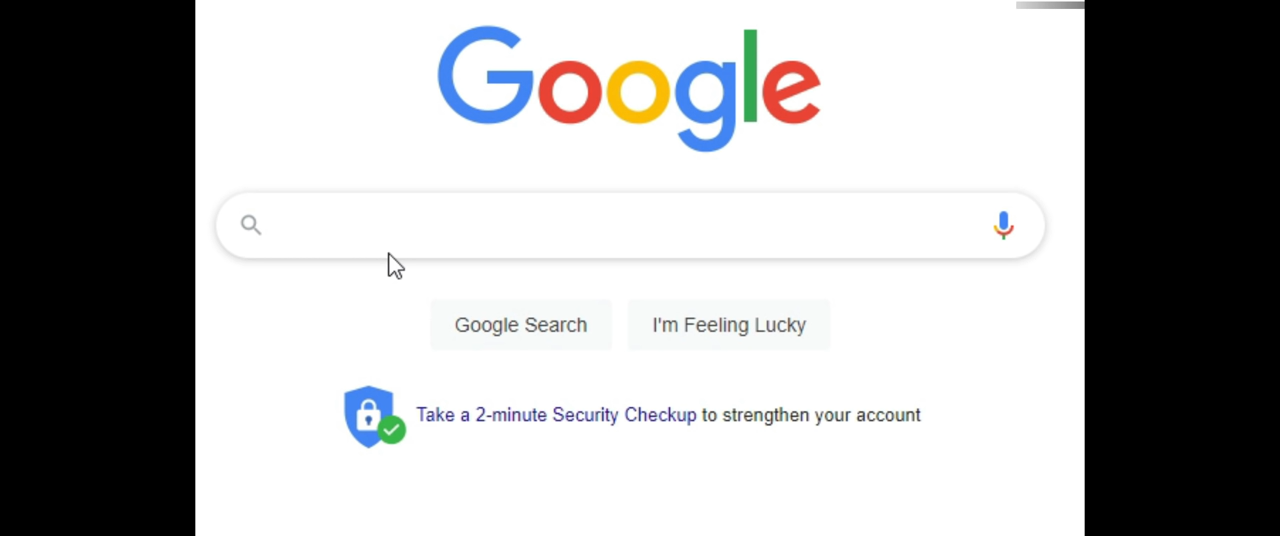 Google
Google Search
I'm Feeling Lucky
Take a 2-minute Security Checkup to strengthen your account